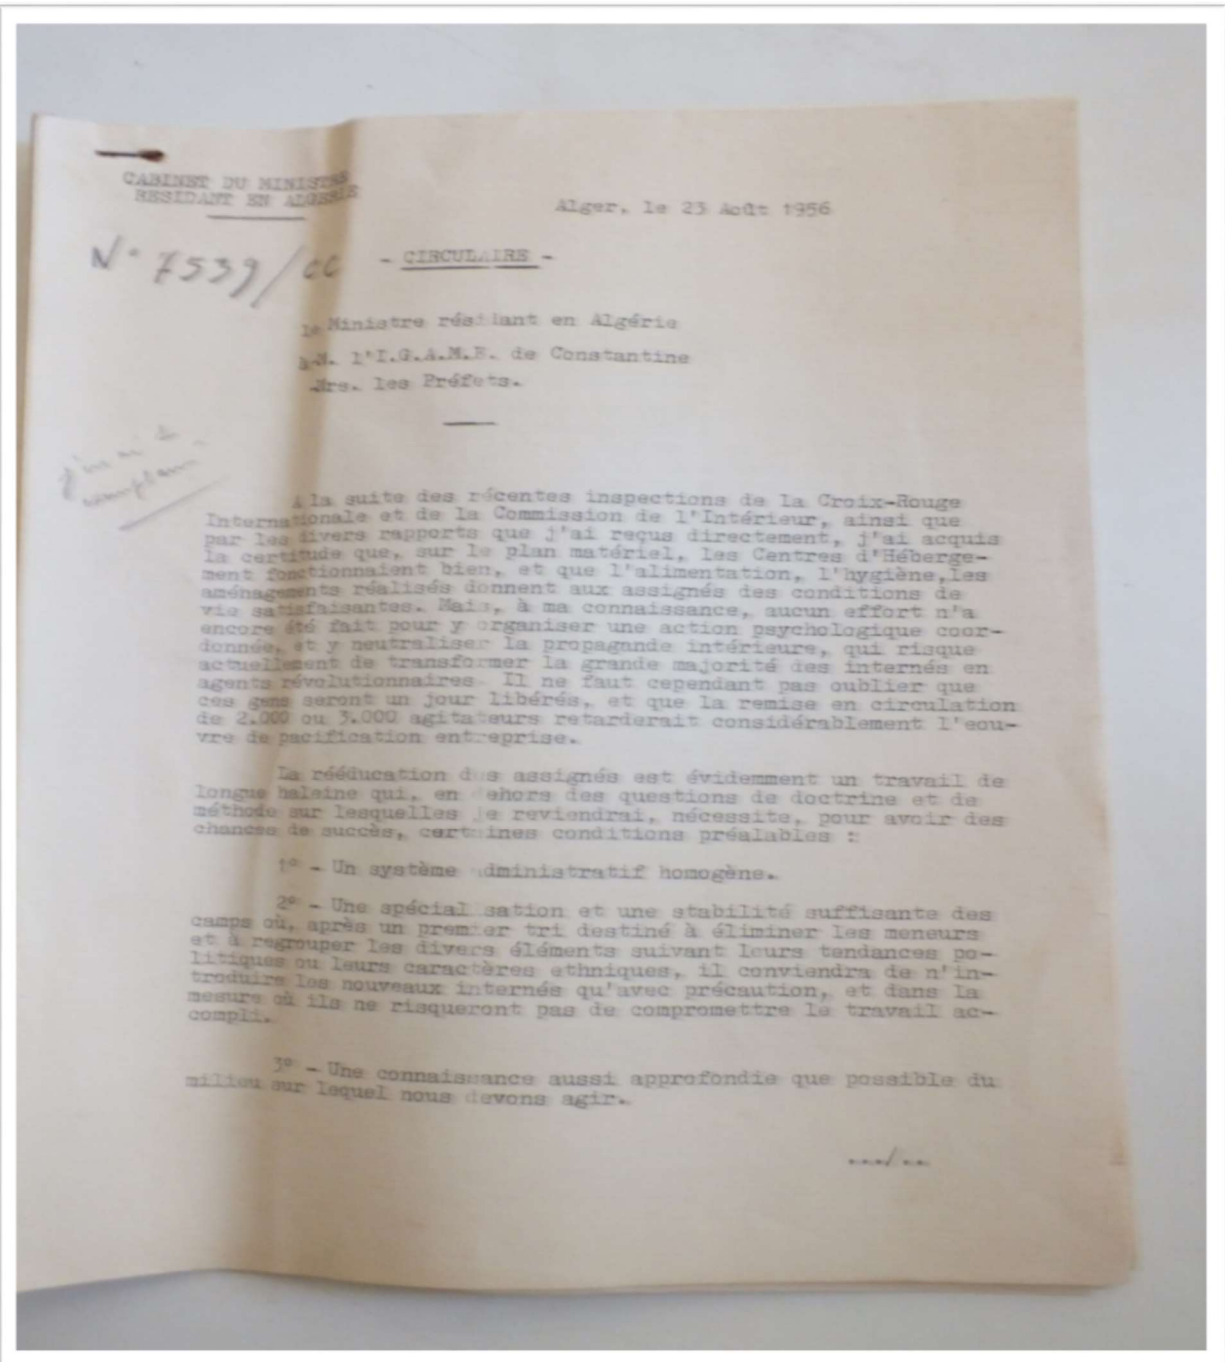 CABINET DU MINISTRE
RESIDANT EN ALGERIE
Alger, le 23 Août 1956
N° 7539/CC
- CIRCULAIRE -
le Ministre résidant en Algérie
à M. l'I.G.A.M.E. de Constantine
Mrs. les Préfets.
A la suite des récentes inspections de la Croix-Rouge
Internationale et de la Commission de l'Intérieur, ainsi que
par les divers rapports que j'ai reçus directement, j'ai acquis
la certitude que, sur le plan matériel, les Centres d'Héberge-
ment fonctionnaient bien, et que l'alimentation, l'hygiène,les
aménagements réalisés donnent aux assignés des conditions de
vie satisfaisantes. Mais, à ma connaissance, aucun effort n'a
encore été fait pour y organiser une action psychologique coor-
donnée, et y neutraliser la propagande intérieure, qui risque
actuellement de transformer la grande majorité des internés en
agents révolutionnaires. Il ne faut cependant pas oublier que
ces gens seront un jour libérés, et que la remise en circulation
de 2.000 ou 3.000 agitateurs retarderait considérablement l'eou-
vre de pacification entreprise.
La rééducation des assignés est évidemment un travail de
longue haleine qui, en dehors des questions de doctrine et de
méthode sur lesquelles je reviendrai, nécessite, pour avoir des
chances de succès, certaines conditions préalables :
1° - Un système administratif homogène.
2° - Une spécialisation et une stabilité suffisante des
camps où, après un premier tri destiné à éliminer les meneurs
et à regrouper les divers éléments suivant leurs tendances po-
litiques ou leurs caractères ethniques, il conviendra de n'in-
troduire les nouveaux internés qu'avec précaution, et dans la
mesure où ils ne risqueront pas de compromettre le travail ac-
compli.
3° - Une connaissance aussi approfondie que possible du
milieu sur lequel nous devons agir.
.../..